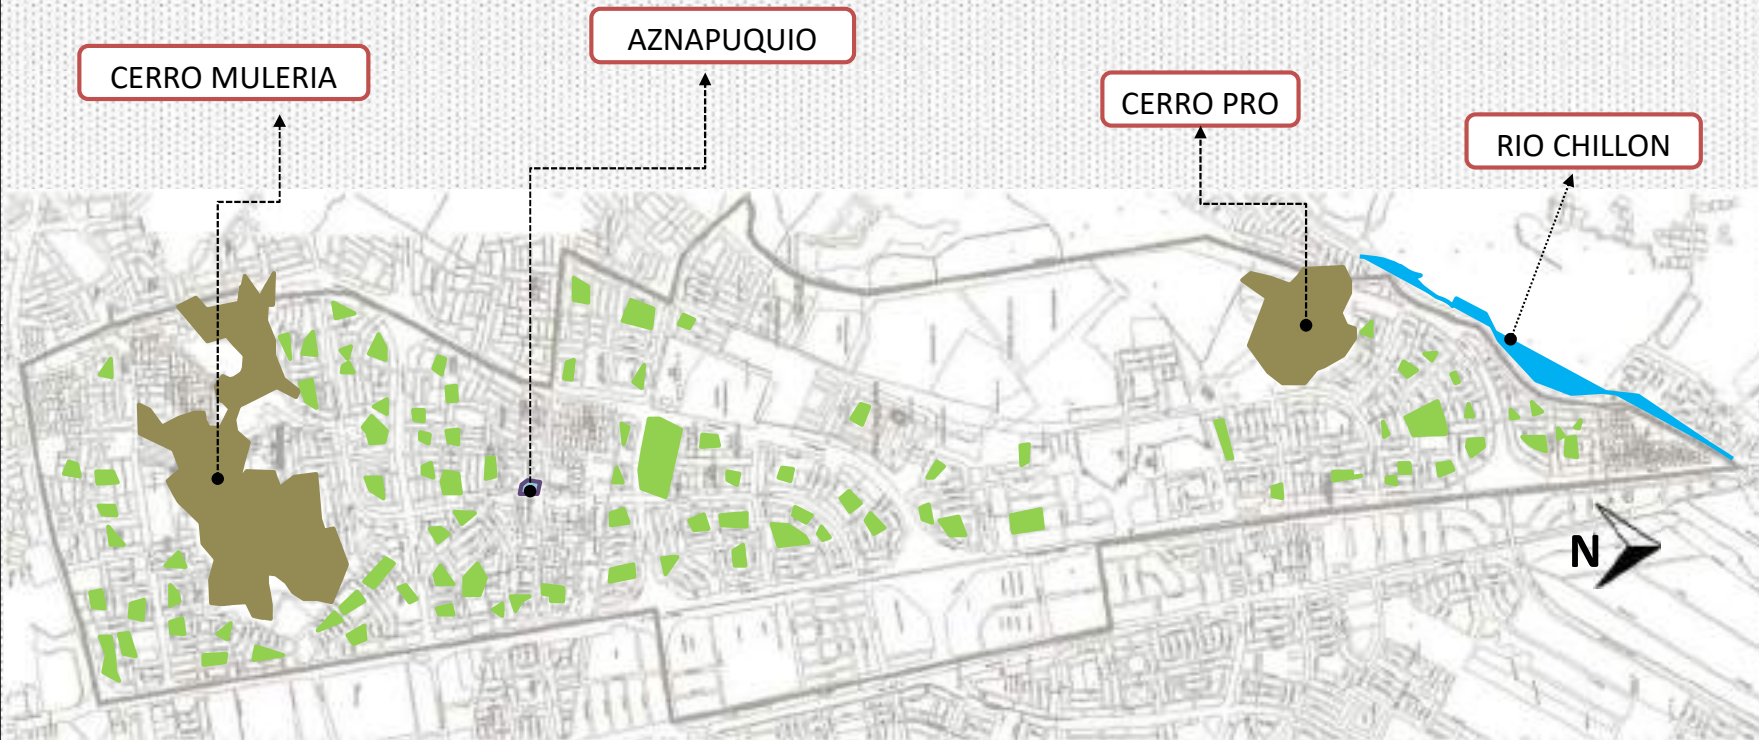 AZNAPUQUIO
CERRO MULERIA
CERRO PRO
RIO CHILLON
N